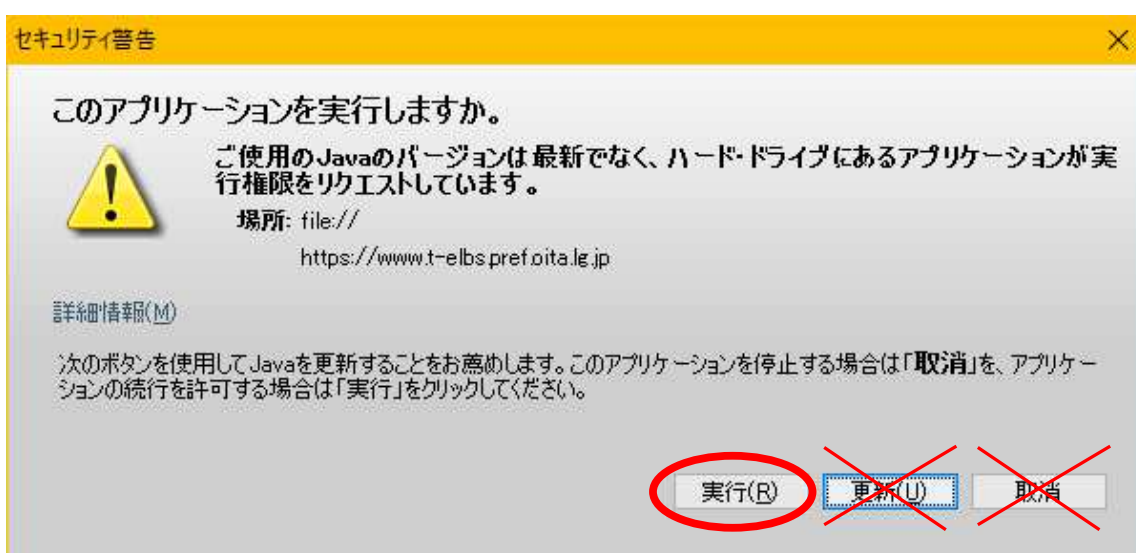 セキュリティ警告
このアプリケーションを実行しますか。
ご使用のJavaのバージョンは最新でなく、ハード・ドライブにあるアプリケーションが実
行権限をリクエストしています。
場所: file://
https://www.t-elbs.pref.oita.lg.jp
詳細情報(M)
次のボタンを使用してJavaを更新することをお薦めします。このアプリケーションを停止する場合は「取消」を、アプリケー
ションの続行を許可する場合は「実行」をクリックしてください。
実行(R) 更新(U) 取消